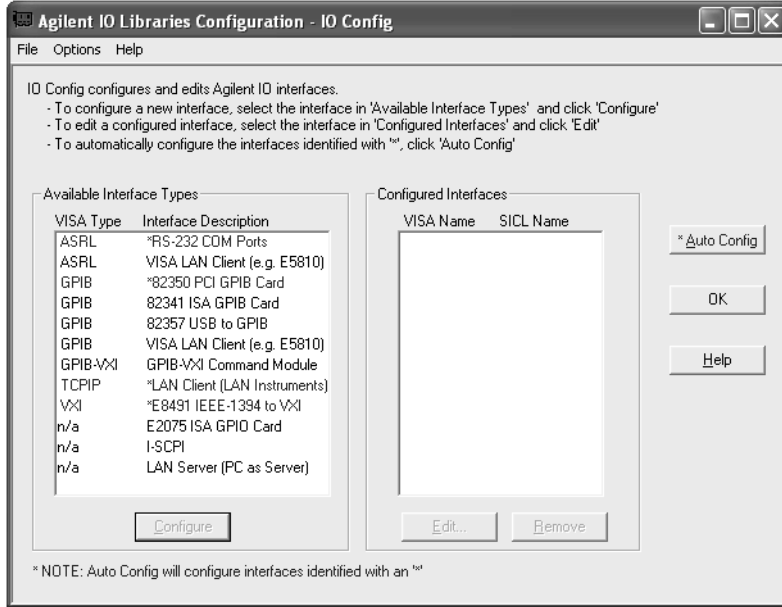 Agilent IO Libraries Configuration - IO Config
File Options Help
IO Config configures and edits Agilent IO interfaces.
- To configure a new interface, select the interface in 'Available Interface Types' and click 'Configure'
- To edit a configured interface, select the interface in 'Configured Interfaces' and click 'Edit'
- To automatically configure the interfaces identified with '*', click 'Auto Config'
Available Interface Types
VISA Type Interface Description
ASRL *RS-232 COM Ports
ASRL VISA LAN Client (e.g. E5810)
GPIB *82350 PCI GPIB Card
GPIB 82341 ISA GPIB Card
GPIB 82357 USB to GPIB
GPIB VISA LAN Client (e.g. E5810)
GPIB-VXI GPIB-VXI Command Module
TCPIP *LAN Client (LAN Instruments)
VXI *E8491 IEEE-1394 to VXI
n/a E2075 ISA GPIO Card
n/a I-SCPI
n/a LAN Server (PC as Server)
Configure
Configured Interfaces
VISA Name SICL Name
Edit... Remove
* Auto Config
OK
Help
* NOTE: Auto Config will configure interfaces identified with an '*'